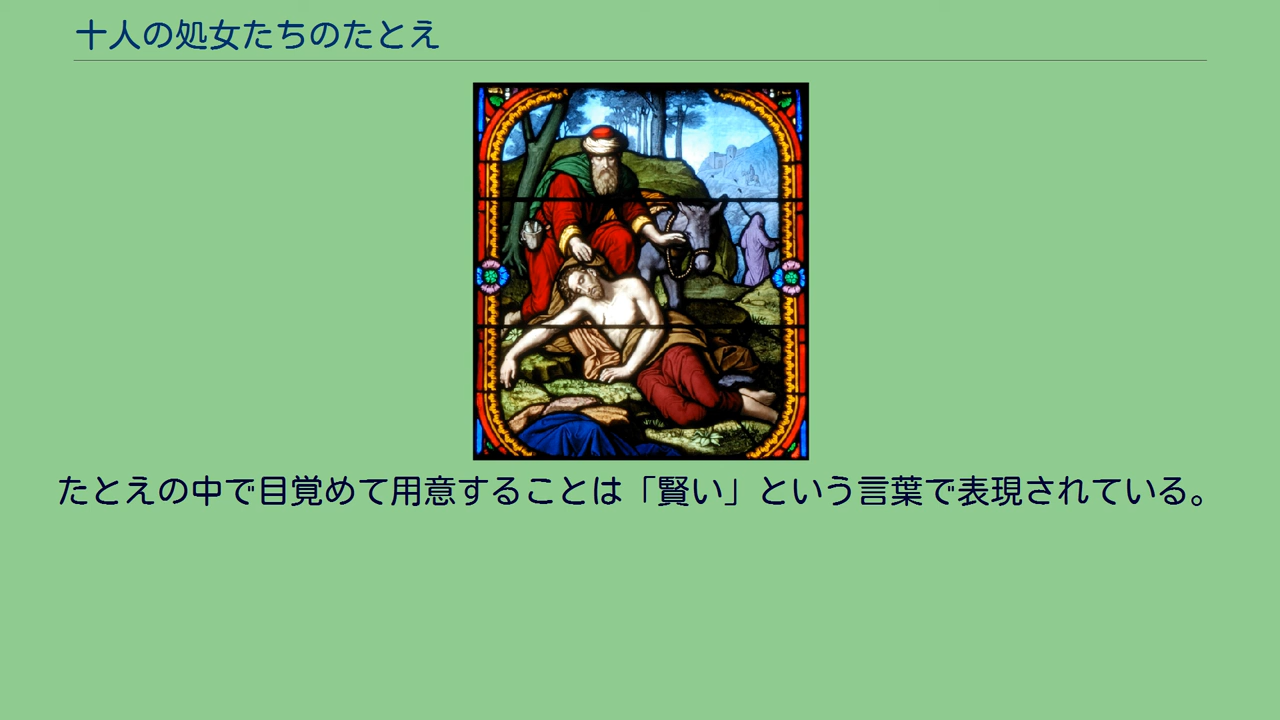 十人の処女たちのたとえ
たとえの中で目覚めて用意することは「賢い」という言葉で表現されている。